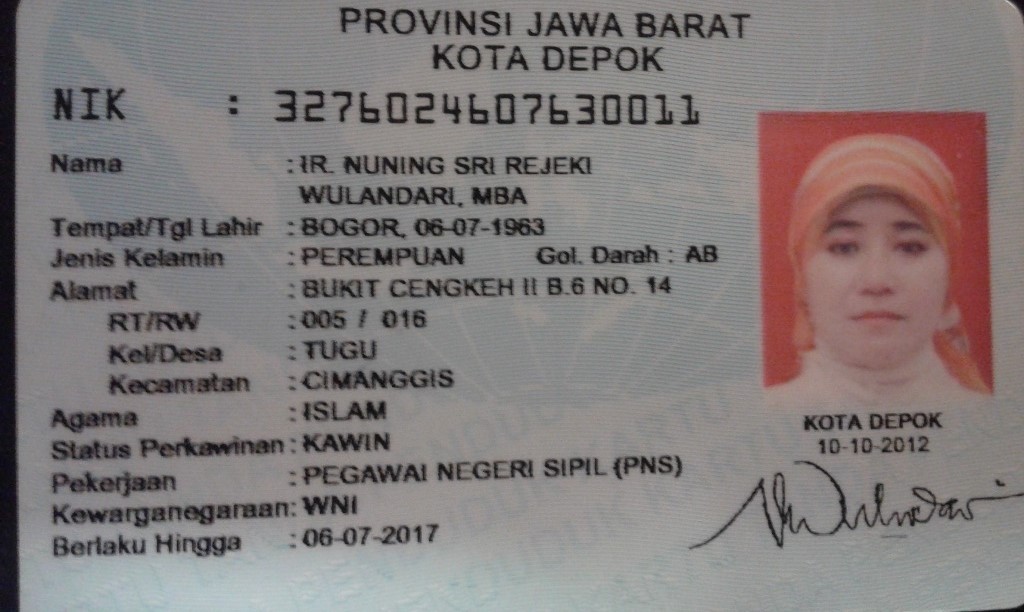 PROVINSI JAWA BARAT
KOTA DEPOK
NIK : 3276024607630011
Nama : IR. NUNING SRI REJEKI
WULANDARI, MBA
Tempat/Tgl Lahir : BOGOR, 06-07-1963
Jenis Kelamin : PEREMPUAN Gol. Darah : AB
Alamat : BUKIT CENGKEH II B.6 NO. 14
RT/RW : 005 / 016
Kel/Desa : TUGU
Kecamatan : CIMANGGIS
Agama : ISLAM
Status Perkawinan : KAWIN
Pekerjaan : PEGAWAI NEGERI SIPIL (PNS)
Kewarganegaraan : WNI
Berlaku Hingga : 06-07-2017
KOTA DEPOK
10-10-2012